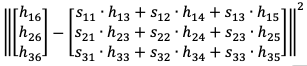 ‖[h₁₆ h₂₆ h₃₆] − [s₁₁ · h₁₃ + s₁₂ · h₁₄ + s₁₃ · h₁₅
s₂₁ · h₂₃ + s₂₂ · h₂₄ + s₂₃ · h₂₅
s₃₁ · h₃₃ + s₃₂ · h₃₄ + s₃₃ · h₃₅]‖²